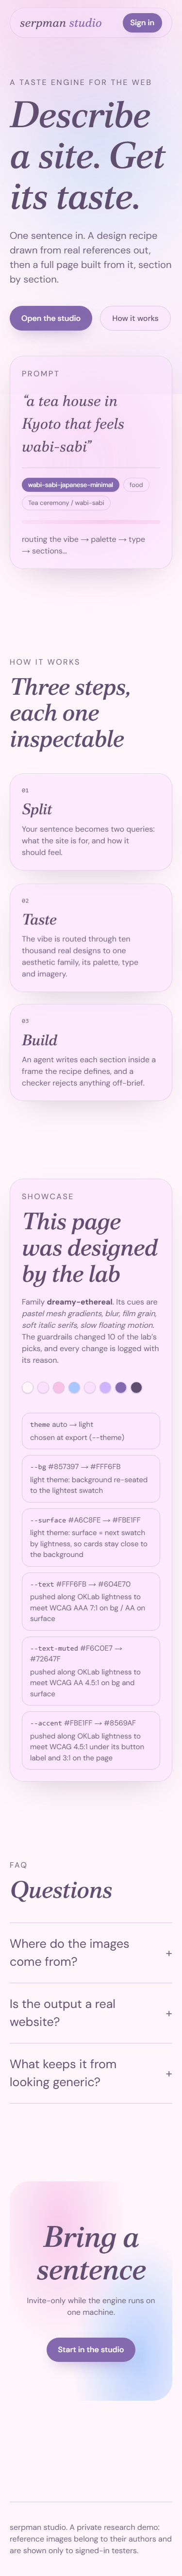 serpman studio
Sign in
A TASTE ENGINE FOR THE WEB
Describe
a site. Get
its taste.
One sentence in. A design recipe
drawn from real references out,
then a full page built from it, section
by section.
Open the studio
How it works
PROMPT
“a tea house in
Kyoto that feels
wabi-sabi”
wabi-sabi-japanese-minimal
food
Tea ceremony / wabi-sabi
routing the vibe → palette → type
→ sections…
HOW IT WORKS
Three steps,
each one
inspectable
01
Split
Your sentence becomes two queries:
what the site is for, and how it
should feel.
02
Taste
The vibe is routed through ten
thousand real designs to one
aesthetic family, its palette, type
and imagery.
03
Build
An agent writes each section inside a
frame the recipe defines, and a
checker rejects anything off-brief.
SHOWCASE
This page
was designed
by the lab
Family dreamy-ethereal. Its cues are
pastel mesh gradients, blur, film grain,
soft italic serifs, slow floating motion.
The guardrails changed 10 of the lab’s
picks, and every change is logged with
its reason.
theme auto → light
chosen at export (--theme)
--bg #857397 → #FFF6FB
light theme: background re-seated
to the lightest swatch
--surface #A6C8FE → #FBE1FF
light theme: surface = next swatch
by lightness, so cards stay close to
the background
--text #FFF6FB → #604E70
pushed along OKLab lightness to
meet WCAG AAA 7:1 on bg / AA on
surface
--text-muted #F6C0E7 →
#72647F
pushed along OKLab lightness to
meet WCAG AA 4.5:1 on bg and
surface
--accent #FBE1FF → #8569AF
pushed along OKLab lightness to
meet WCAG 4.5:1 under its button
label and 3:1 on the page
FAQ
Questions
Where do the images
come from?
+
Is the output a real
website?
+
What keeps it from
looking generic?
+
Bring a
sentence
Invite-only while the engine runs on
one machine.
Start in the studio
serpman studio. A private research demo:
reference images belong to their authors and
are shown only to signed-in testers.